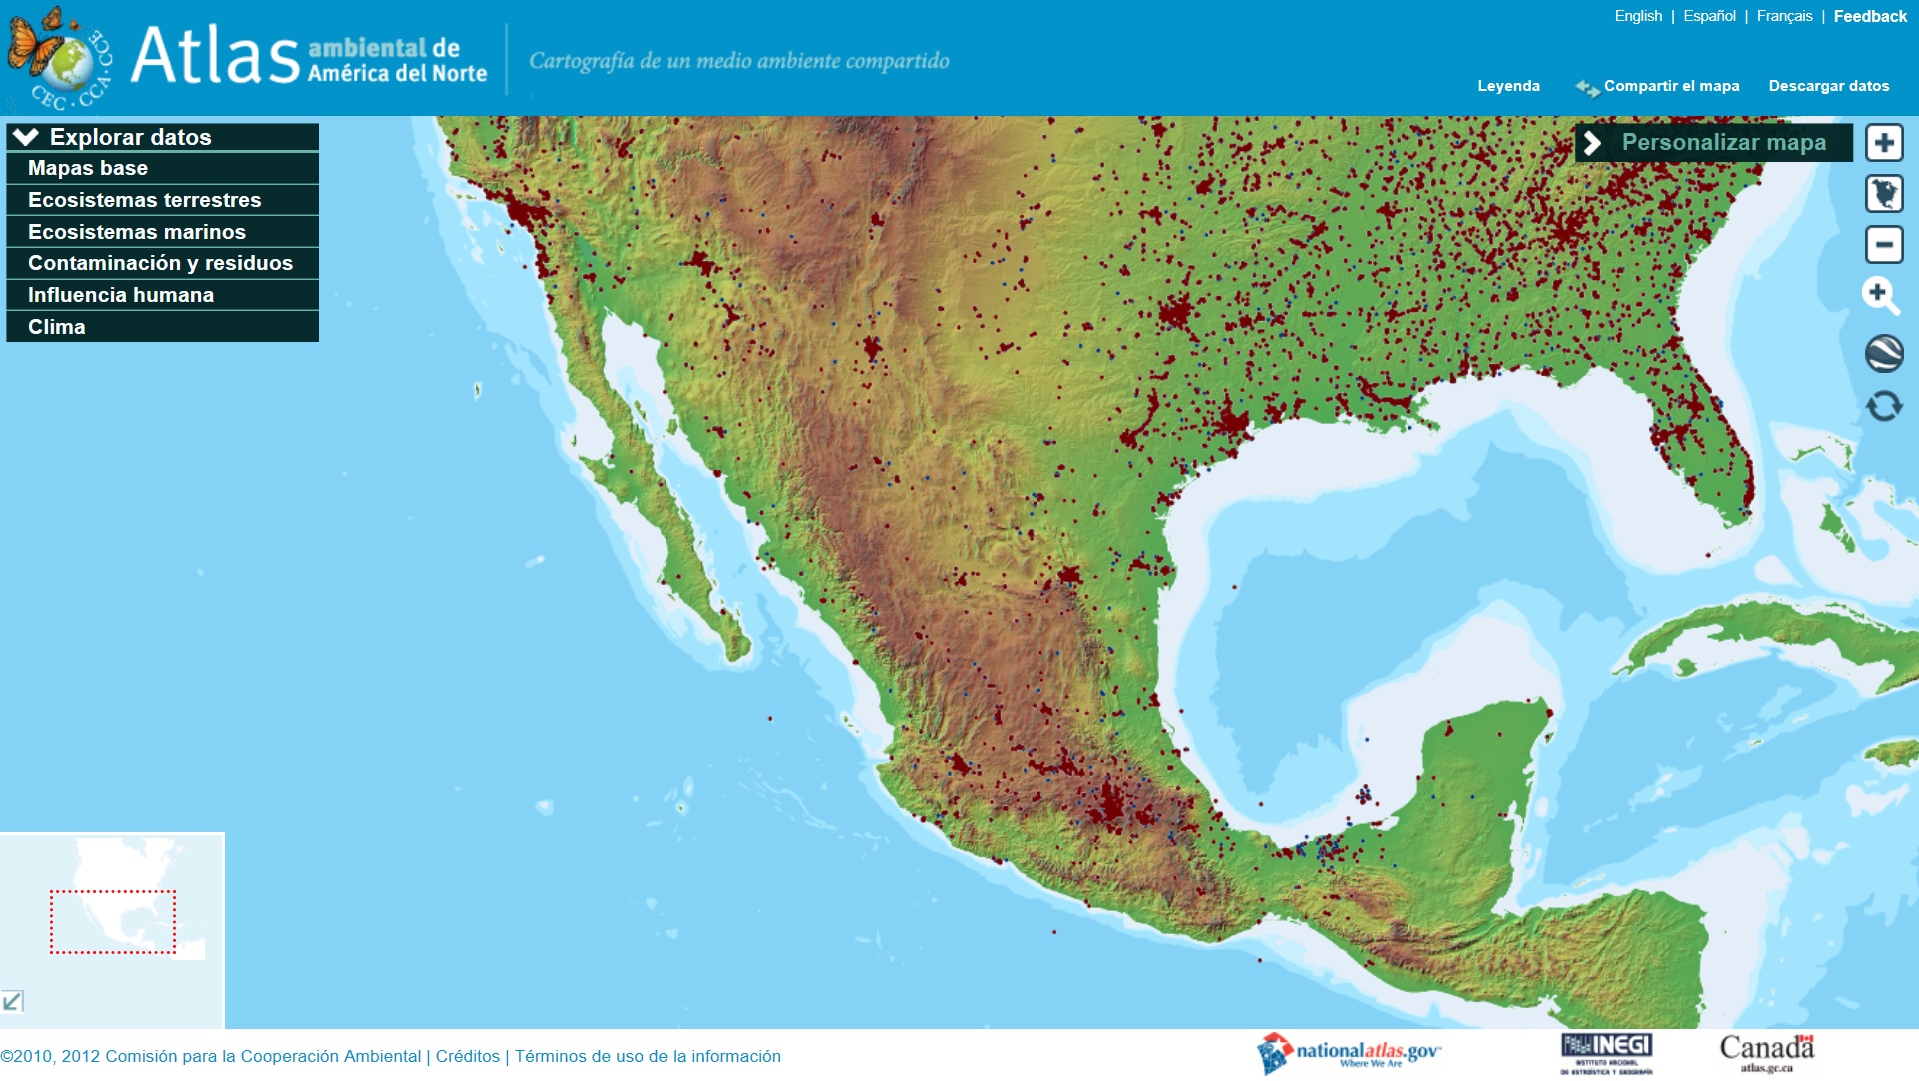 English | Español | Français | Feedback
Atlas ambiental de América del Norte
Cartografía de un medio ambiente compartido
CEC · CCA · CCE
Leyenda
Compartir el mapa
Descargar datos
Explorar datos
Mapas base
Ecosistemas terrestres
Ecosistemas marinos
Contaminación y residuos
Influencia humana
Clima
Personalizar mapa
©2010, 2012 Comisión para la Cooperación Ambiental | Créditos | Términos de uso de la información
nationalatlas.gov™
Where We Are
INEGI
INSTITUTO NACIONAL
DE ESTADÍSTICA Y GEOGRAFÍA
Canada
atlas.gc.ca